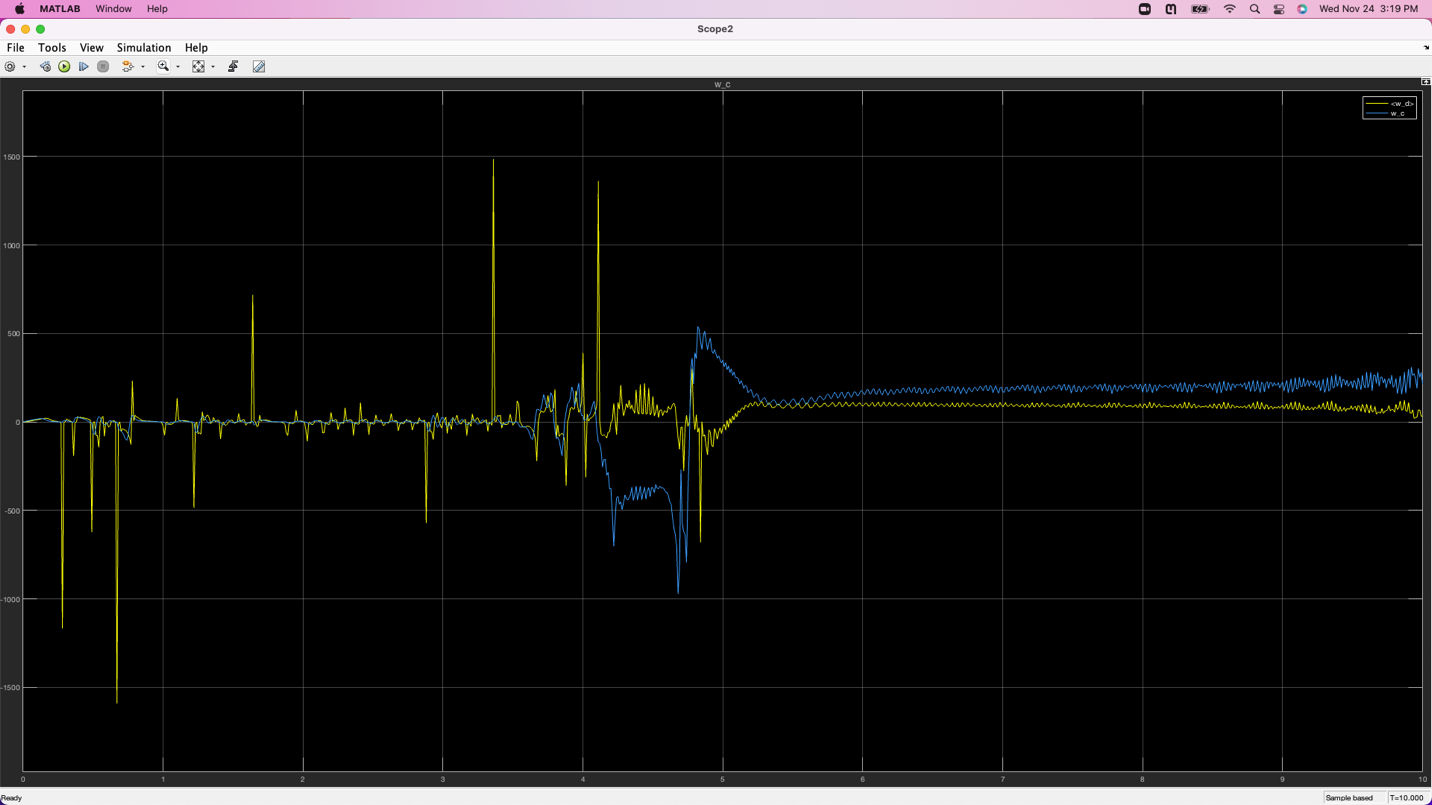 MATLAB Window Help Wed Nov 24 3:19 PM
Scope2
File Tools View Simulation Help
w_c
<w_d>
w_c
1500
1000
500
0
-500
-1000
-1500
0 1 2 3 4 5 6 7 8 9 10
Ready Sample based T=10.000